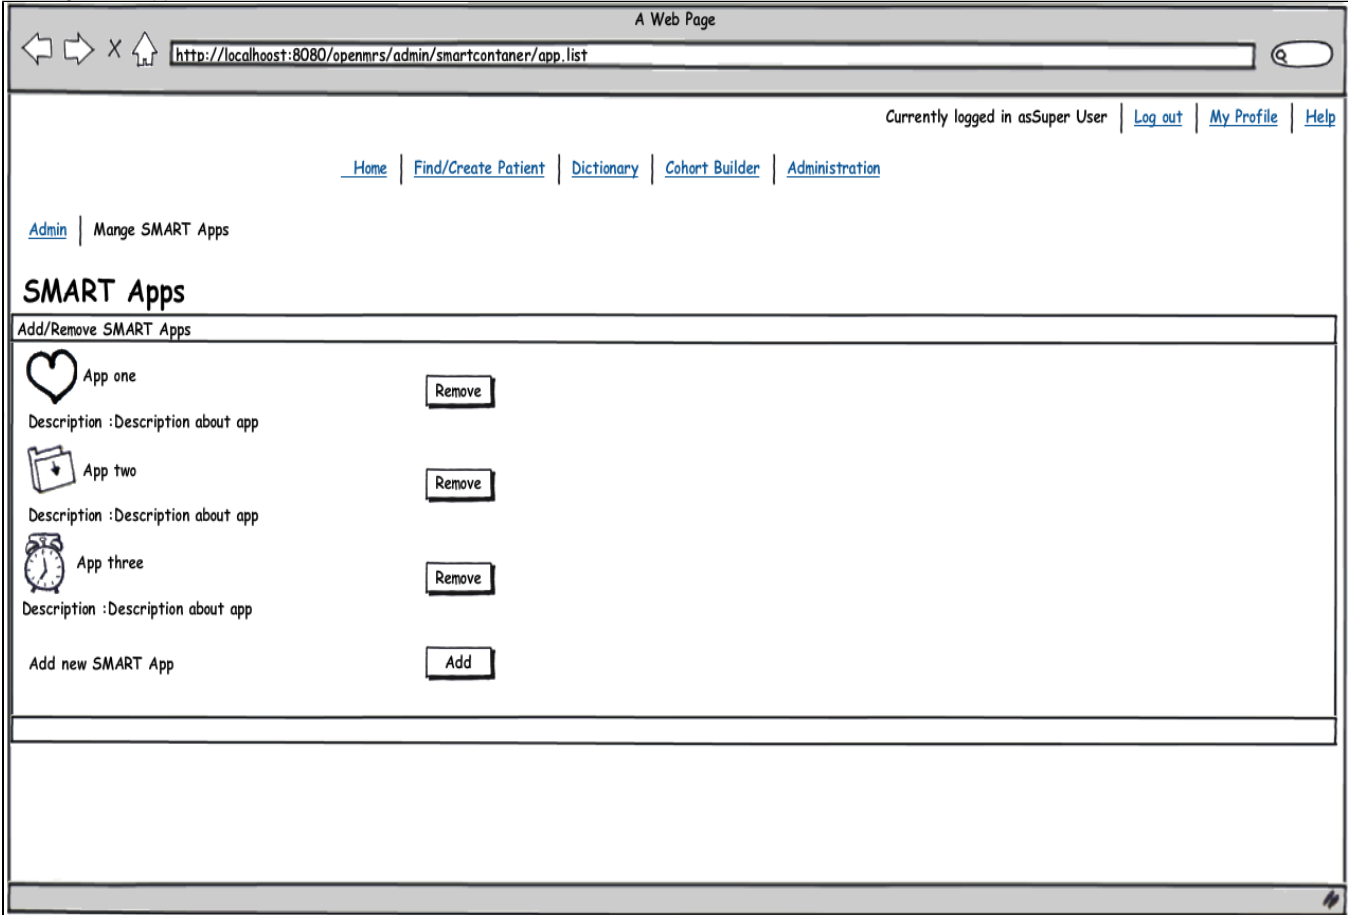 A Web Page
http://localhoost:8080/openmrs/admin/smartcontaner/app.list
Currently logged in asSuper User Log out My Profile Help
Home Find/Create Patient Dictionary Cohort Builder Administration
Admin Mange SMART Apps
SMART Apps
Add/Remove SMART Apps
App one
Remove
Description :Description about app
App two
Remove
Description :Description about app
App three
Remove
Description :Description about app
Add new SMART App Add